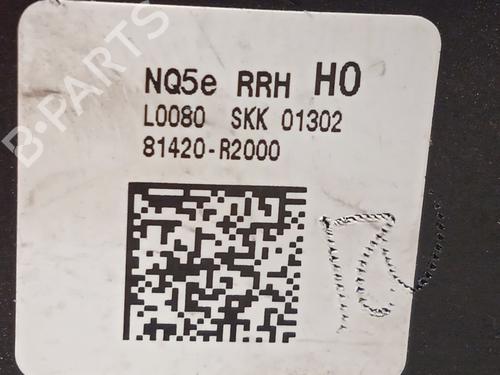 B-PARTS
NQ5e RRH H0
L0080 SKK 01302
81420-R2000